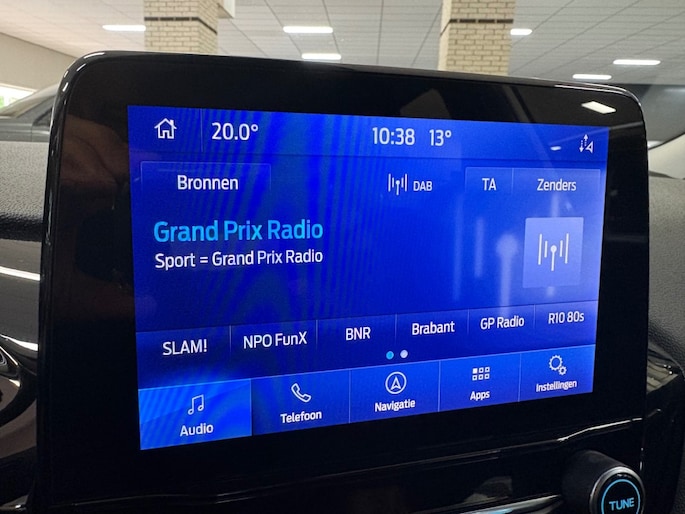 20.0° 10:38 13°
Bronnen DAB TA Zenders
Grand Prix Radio
Sport = Grand Prix Radio
SLAM! NPO FunX BNR Brabant GP Radio R10 80s
Audio Telefoon Navigatie Apps Instellingen
TUNE